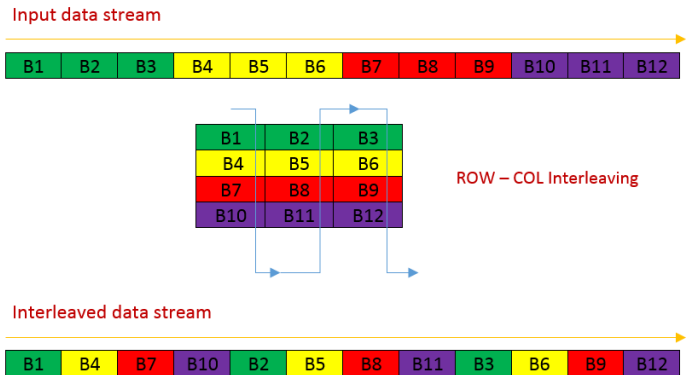 Input data stream
B1 B2 B3 B4 B5 B6 B7 B8 B9 B10 B11 B12
B1 B2 B3
B4 B5 B6
B7 B8 B9
B10 B11 B12
ROW – COL Interleaving
Interleaved data stream
B1 B4 B7 B10 B2 B5 B8 B11 B3 B6 B9 B12